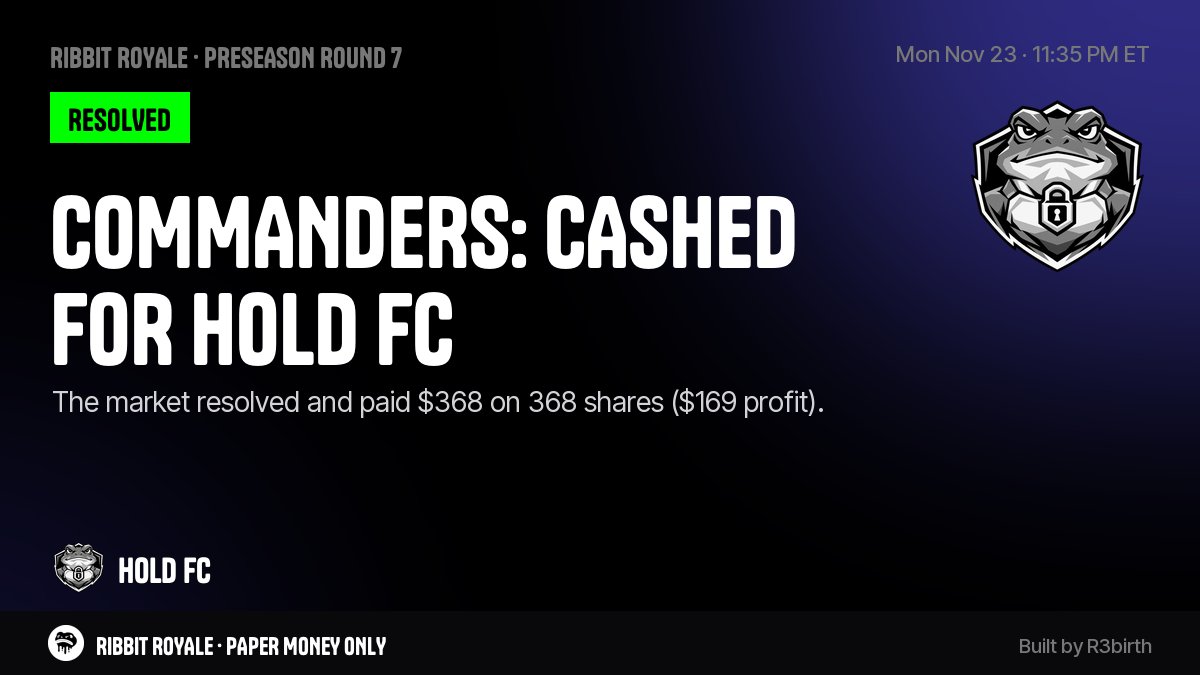 RIBBIT ROYALE · PRESEASON ROUND 7
Mon Nov 23 · 11:35 PM ET
RESOLVED
COMMANDERS: CASHED
FOR HOLD FC
The market resolved and paid $368 on 368 shares ($169 profit).
HOLD FC
RIBBIT ROYALE · PAPER MONEY ONLY
Built by R3birth